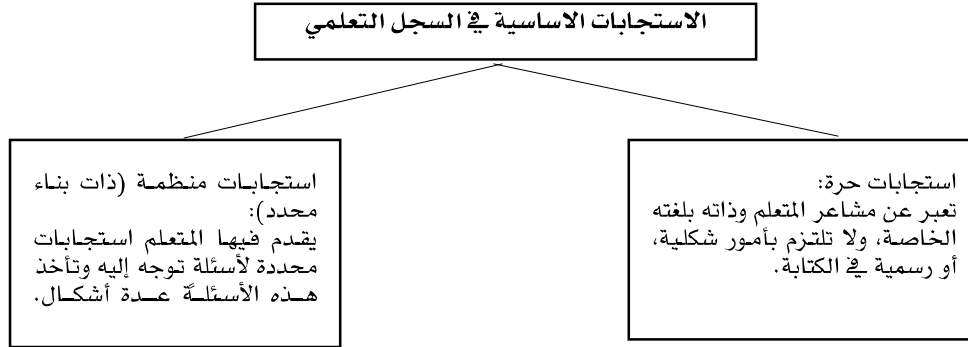 الاستجابات الاساسية في السجل التعلمي
استجابات حرة:
تعبر عن مشاعر المتعلم وذاته بلغته
الخاصة، ولا تلتزم بأمور شكلية،
أو رسمية في الكتابة.
استجابات منظمة (ذات بناء
محدد):
يقدم فيها المتعلم استجابات
محددة لأسئلة توجه إليه وتأخذ
هذه الأسئلة عدة أشكال.